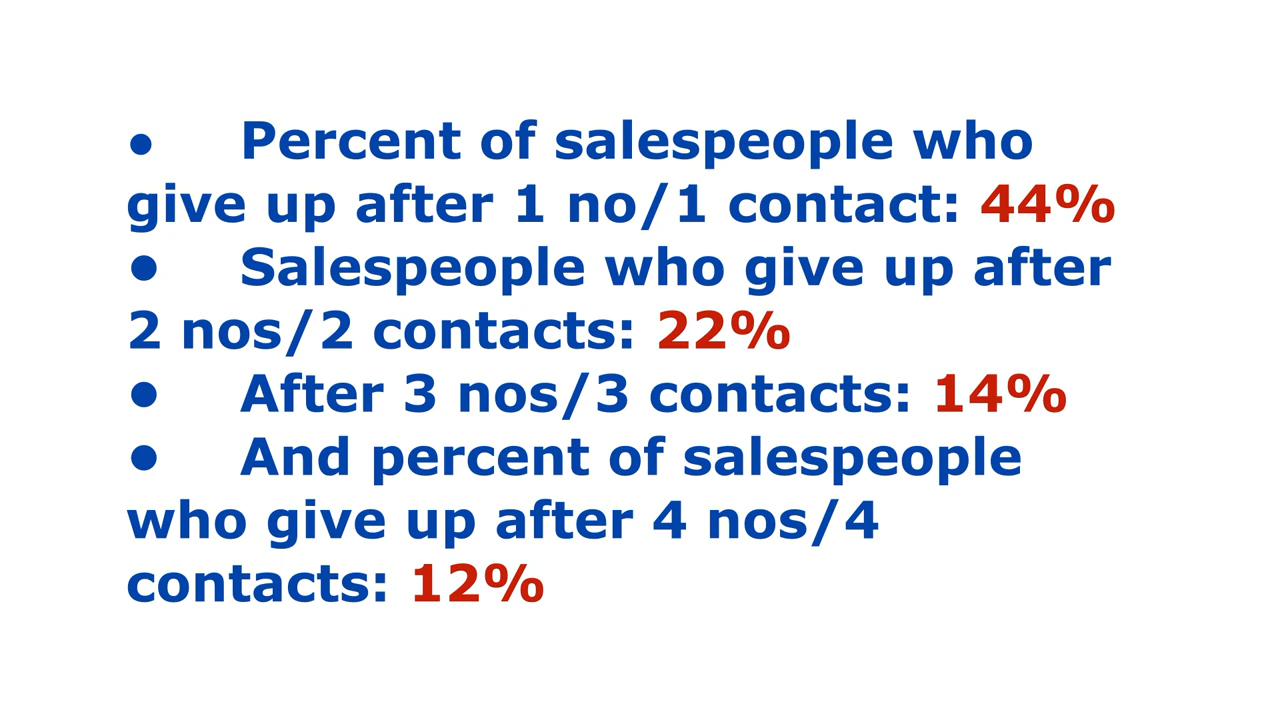 ● Percent of salespeople who
give up after 1 no/1 contact: 44%
● Salespeople who give up after
2 nos/2 contacts: 22%
● After 3 nos/3 contacts: 14%
● And percent of salespeople
who give up after 4 nos/4
contacts: 12%